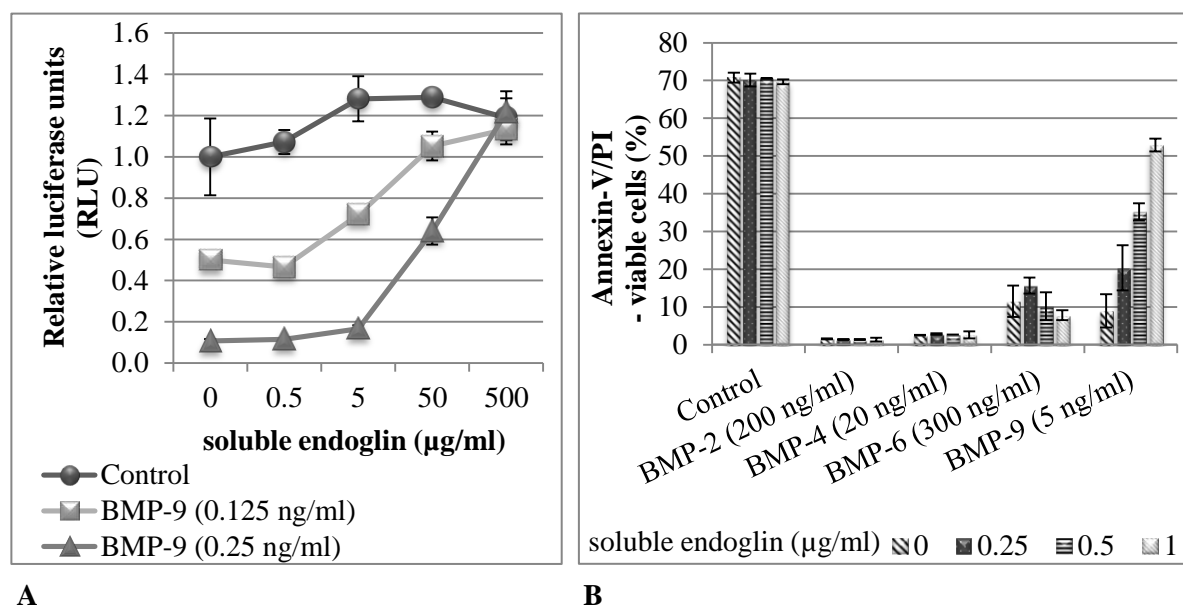 1.6
1.4
1.2
1.0
0.8
0.6
0.4
0.2
0.0
Relative luciferase units
(RLU)
0 0.5 5 50 500
soluble endoglin (µg/ml)
Control
BMP-9 (0.125 ng/ml)
BMP-9 (0.25 ng/ml)
A
80
70
60
50
40
30
20
10
0
Annexin-V/PI
- viable cells (%)
Control
BMP-2 (200 ng/ml)
BMP-4 (20 ng/ml)
BMP-6 (300 ng/ml)
BMP-9 (5 ng/ml)
soluble endoglin (µg/ml) 0 0.25 0.5 1
B